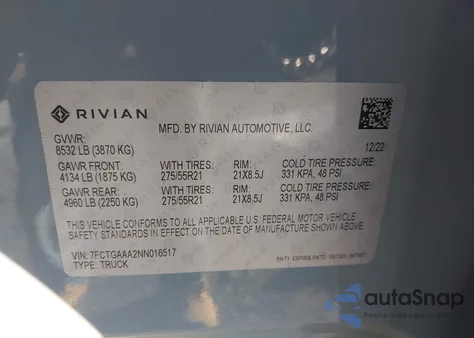 RIVIAN
MFD. BY RIVIAN AUTOMOTIVE, LLC.
12/22
GVWR:
8532 LB (3870 KG)
GAWR FRONT: WITH TIRES: RIM: COLD TIRE PRESSURE:
4134 LB (1875 KG) 275/55R21 21X8.5J 331 KPA, 48 PSI
GAWR REAR: WITH TIRES: RIM: COLD TIRE PRESSURE:
4960 LB (2250 KG) 275/55R21 21X8.5J 331 KPA, 48 PSI
THIS VEHICLE CONFORMS TO ALL APPLICABLE U.S. FEDERAL MOTOR VEHICLE
SAFETY AND THEFT PREVENTION STANDARDS IN EFFECT ON THE
DATE OF MANUFACTURE SHOWN ABOVE.
VIN: 7FCTGAAA2NN016517
TYPE: TRUCK
autoSnap